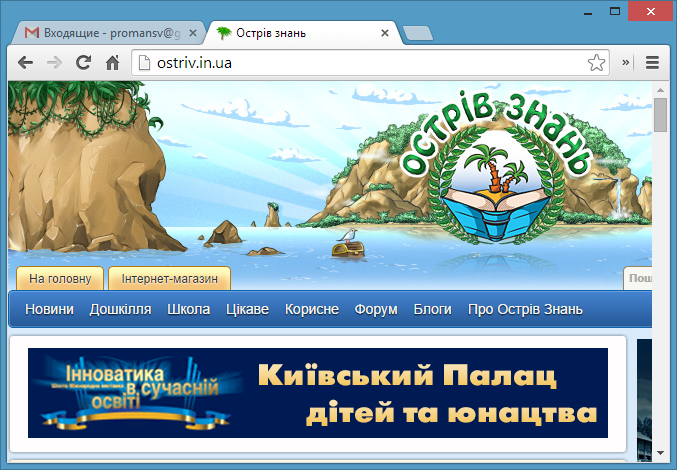 Входящие - promansv@g
Острів знань
ostriv.in.ua
ОСТРІВ ЗНАНЬ
На головну
Інтернет-магазин
Пош
Новини
Дошкілля
Школа
Цікаве
Корисне
Форум
Блоги
Про Острів Знань
Інноватика
в сучасній
освіті
Київський Палац
дітей та юнацтва